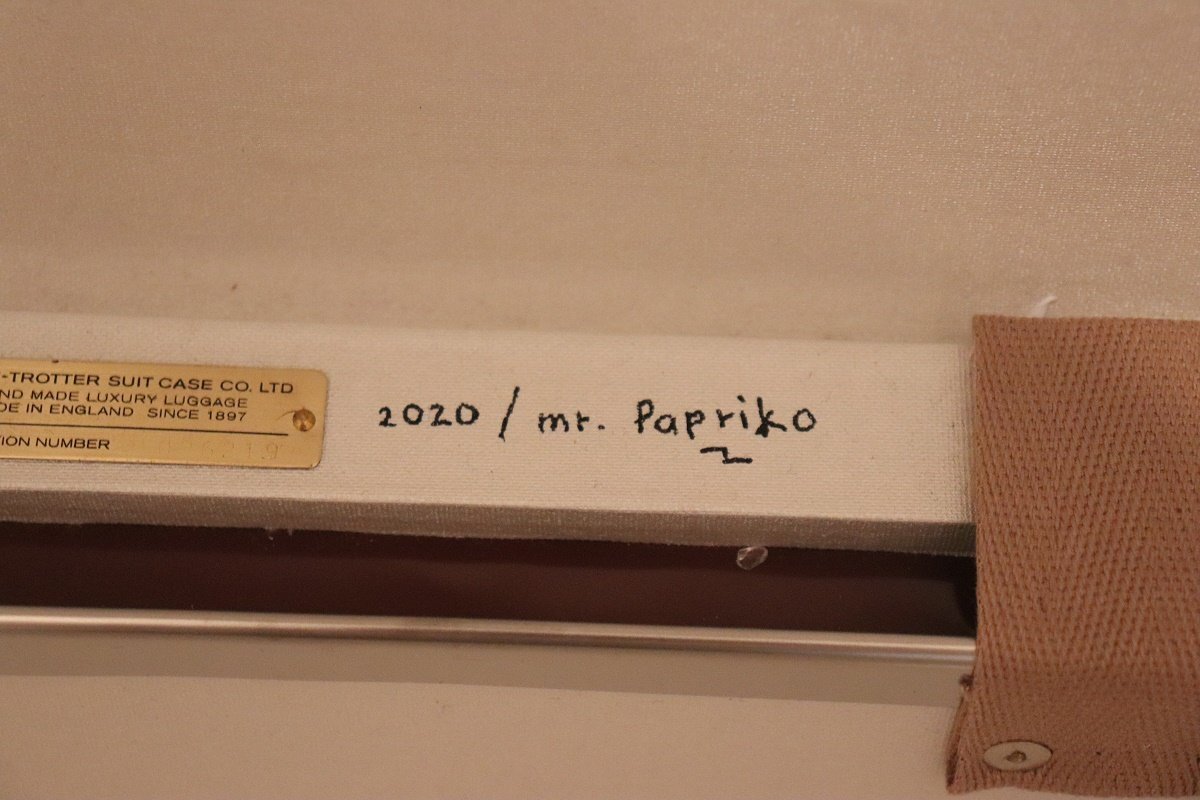 -TROTTER SUIT CASE CO. LTD
ND MADE LUXURY LUGGAGE
DE IN ENGLAND SINCE 1897
ION NUMBER
2020 / mr. Papriko